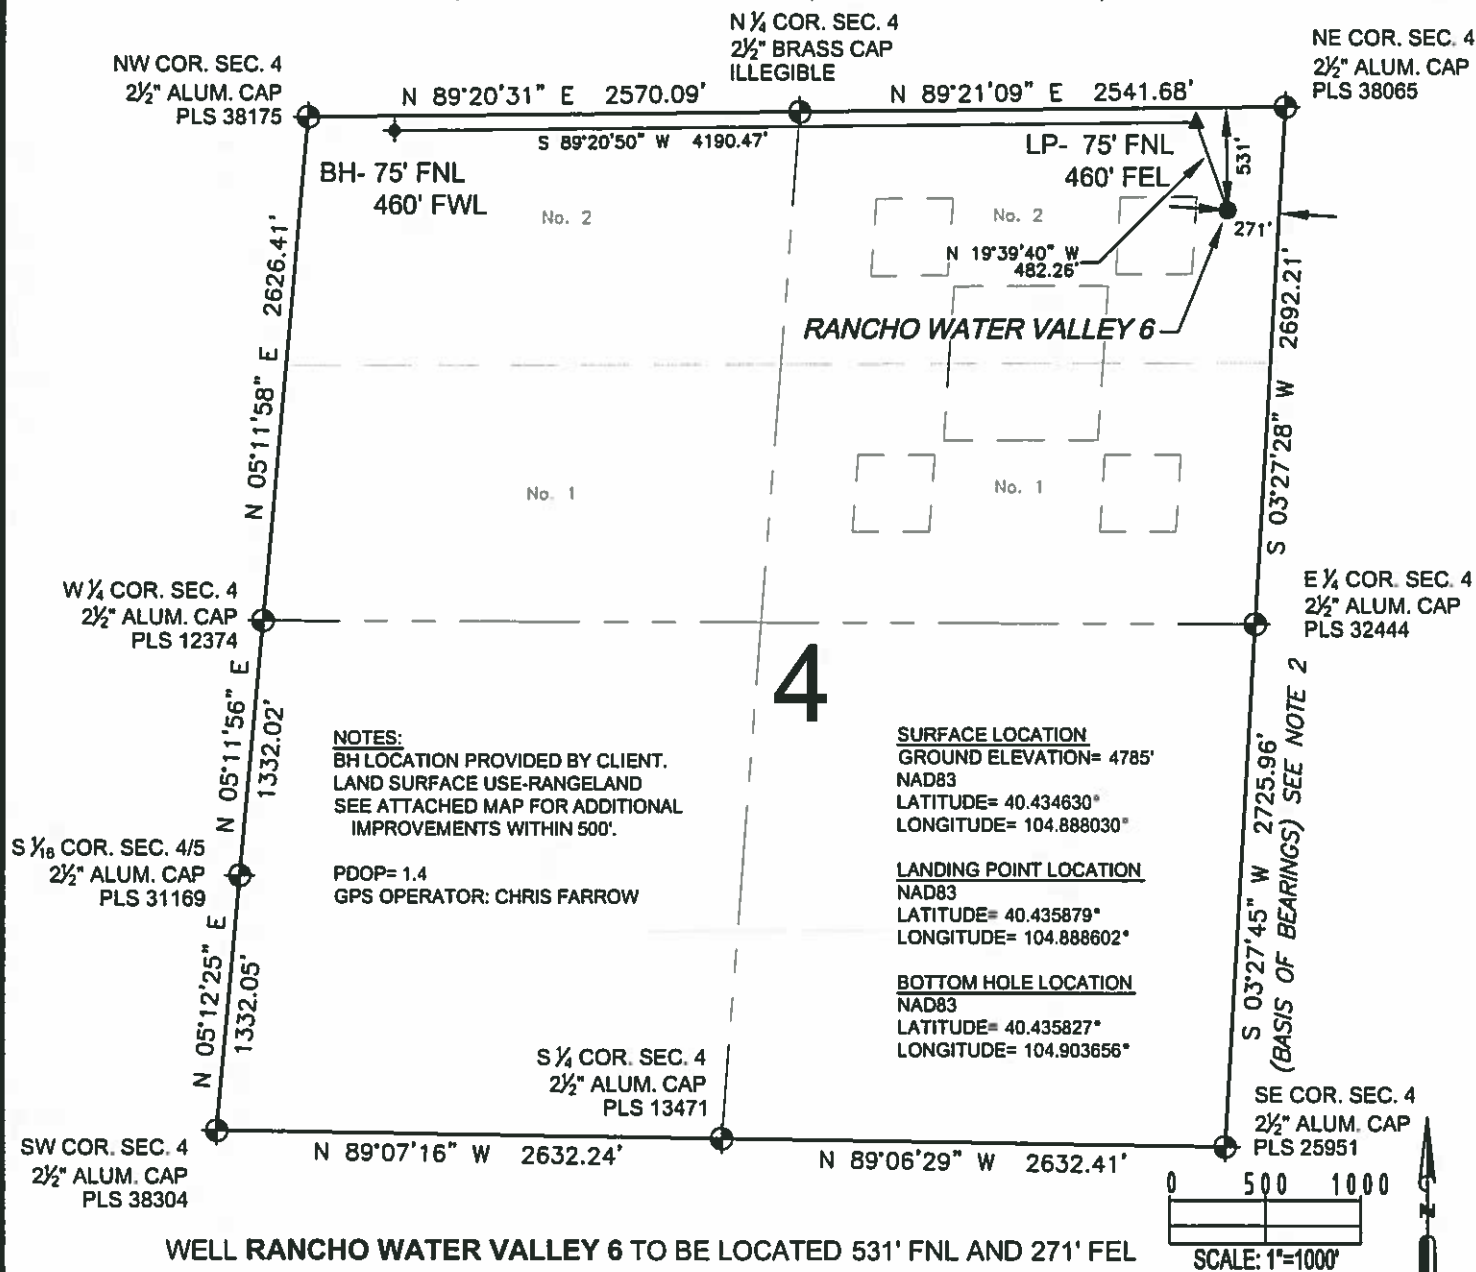 N ¼ COR. SEC. 4
2½" BRASS CAP
ILLEGIBLE
NE COR. SEC. 4
2½" ALUM. CAP
PLS 38065
NW COR. SEC. 4
2½" ALUM. CAP
PLS 38175
N 89°20'31" E 2570.09'
N 89°21'09" E 2541.68'
S 89°20'50" W 4190.47'
BH- 75' FNL
460' FWL
LP- 75' FNL
460' FEL
531'
271'
No. 2
No. 2
N 19°39'40" W
482.26'
RANCHO WATER VALLEY 6
N 05°11'58" E 2626.41'
S 03°27'28" W 2692.21'
No. 1
No. 1
W ¼ COR. SEC. 4
2½" ALUM. CAP
PLS 12374
E ¼ COR. SEC. 4
2½" ALUM. CAP
PLS 32444
4
N 05°11'56" E
1332.02'
NOTES:
BH LOCATION PROVIDED BY CLIENT.
LAND SURFACE USE-RANGELAND
SEE ATTACHED MAP FOR ADDITIONAL
IMPROVEMENTS WITHIN 500'.
PDOP= 1.4
GPS OPERATOR: CHRIS FARROW
SURFACE LOCATION
GROUND ELEVATION= 4785'
NAD83
LATITUDE= 40.434630°
LONGITUDE= 104.888030°
LANDING POINT LOCATION
NAD83
LATITUDE= 40.435879°
LONGITUDE= 104.888602°
BOTTOM HOLE LOCATION
NAD83
LATITUDE= 40.435827°
LONGITUDE= 104.903656°
S 03°27'45" W 2725.96'
(BASIS OF BEARINGS) SEE NOTE 2
S 1⁄16 COR. SEC. 4/5
2½" ALUM. CAP
PLS 31169
N 05°12'25" E
1332.05'
S ¼ COR. SEC. 4
2½" ALUM. CAP
PLS 13471
SE COR. SEC. 4
2½" ALUM. CAP
PLS 25951
SW COR. SEC. 4
2½" ALUM. CAP
PLS 38304
N 89°07'16" W 2632.24'
N 89°06'29" W 2632.41'
0 500 1000
SCALE: 1"=1000'
N
WELL RANCHO WATER VALLEY 6 TO BE LOCATED 531' FNL AND 271' FEL